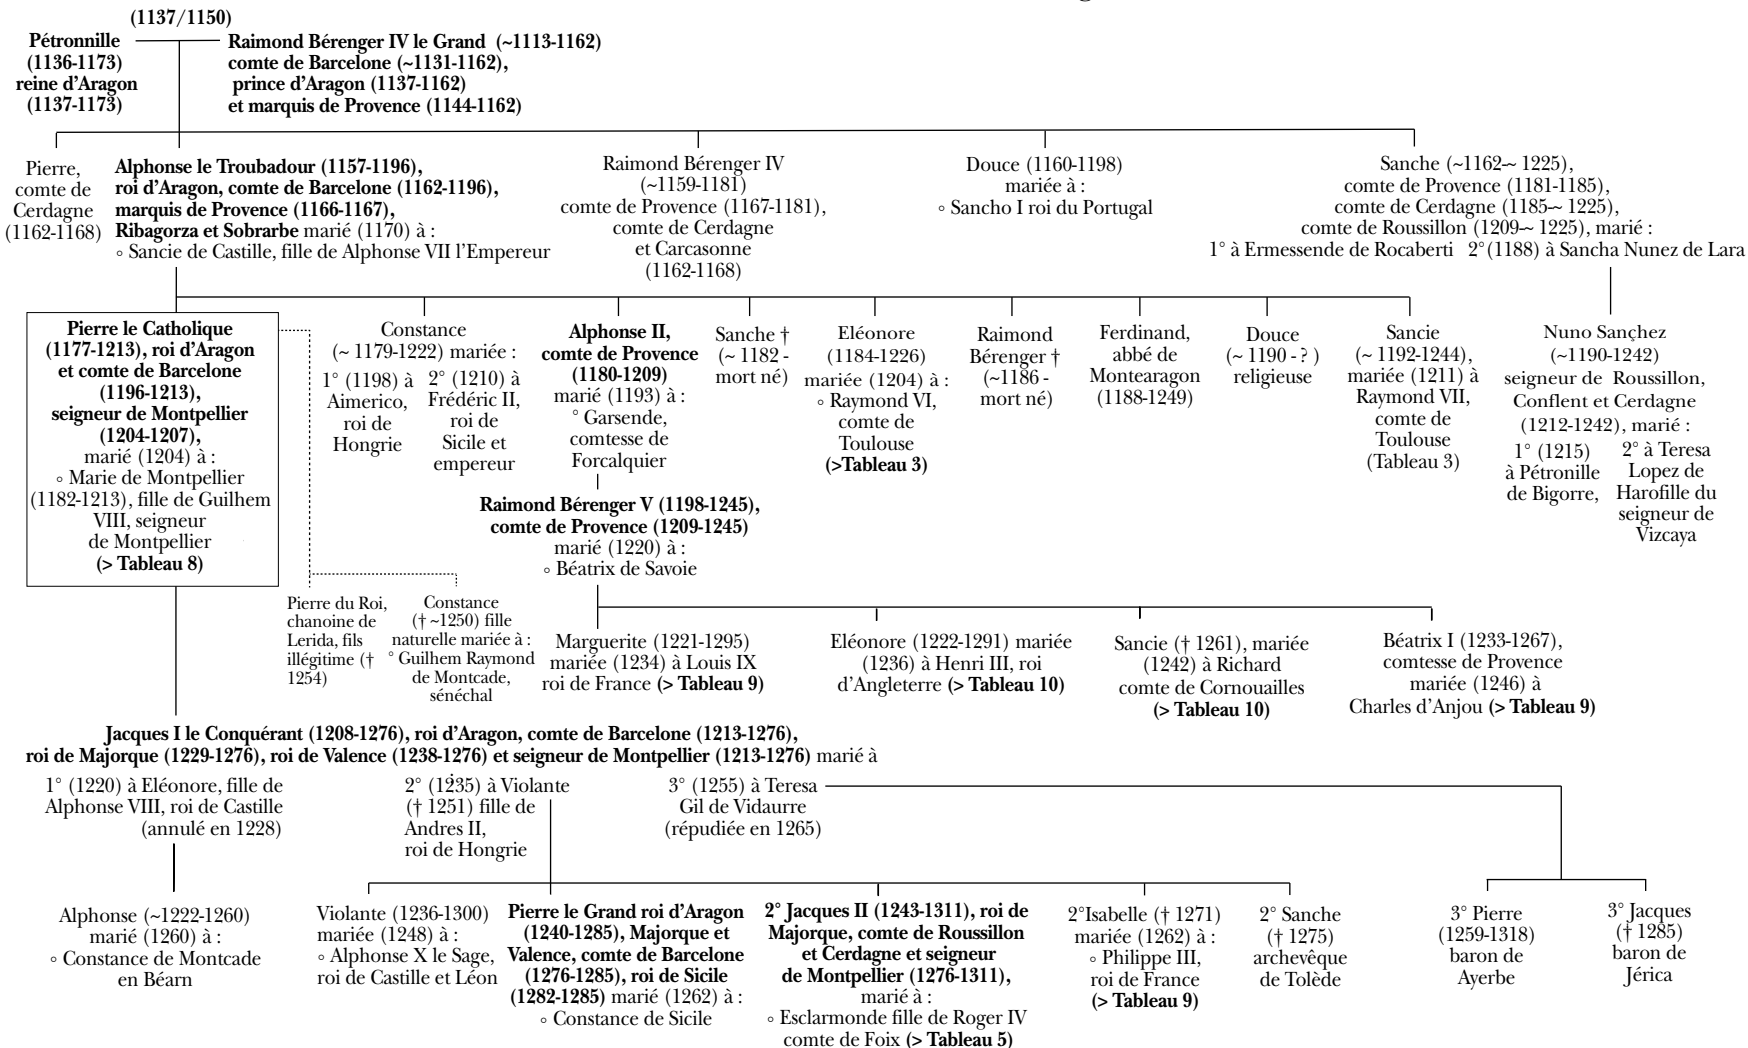 (1137/1150)
Pétronnille
(1136-1173)
reine d'Aragon
(1137-1173)
Raimond Bérenger IV le Grand (~1113-1162)
comte de Barcelone (~1131-1162),
prince d'Aragon (1137-1162)
et marquis de Provence (1144-1162)
Pierre,
comte de
Cerdagne
(1162-1168)
Alphonse le Troubadour (1157-1196),
roi d'Aragon, comte de Barcelone (1162-1196),
marquis de Provence (1166-1167),
Ribagorza et Sobrarbe marié (1170) à :
◦ Sancie de Castille, fille de Alphonse VII l'Empereur
Raimond Bérenger IV
(~1159-1181)
comte de Provence (1167-1181),
comte de Cerdagne
et Carcasonne
(1162-1168)
Douce (1160-1198)
mariée à :
◦ Sancho I roi du Portugal
Sanche (~1162-~ 1225),
comte de Provence (1181-1185),
comte de Cerdagne (1185-~ 1225),
comte de Roussillon (1209-~ 1225), marié :
1° à Ermessende de Rocaberti 2°(1188) à Sancha Nunez de Lara
Pierre le Catholique
(1177-1213), roi d'Aragon
et comte de Barcelone
(1196-1213),
seigneur de Montpellier
(1204-1207),
marié (1204) à :
◦ Marie de Montpellier
(1182-1213), fille de Guilhem
VIII, seigneur
de Montpellier
(> Tableau 8)
Constance
(~ 1179-1222) mariée :
1° (1198) à
Aimerico,
roi de
Hongrie
2° (1210) à
Frédéric II,
roi de
Sicile et
empereur
Alphonse II,
comte de Provence
(1180-1209)
marié (1193) à :
° Garsende,
comtesse de
Forcalquier
Sanche †
(~ 1182 -
mort né)
Eléonore
(1184-1226)
mariée (1204) à :
◦ Raymond VI,
comte de
Toulouse
(>Tableau 3)
Raimond
Bérenger †
(~1186 -
mort né)
Ferdinand,
abbé de
Montearagon
(1188-1249)
Douce
(~ 1190 - ? )
religieuse
Sancie
(~ 1192-1244),
mariée (1211) à
Raymond VII,
comte de
Toulouse
(Tableau 3)
Nuno Sançhez
(~1190-1242)
seigneur de Roussillon,
Conflent et Cerdagne
(1212-1242), marié :
1° (1215)
à Pétronille
de Bigorre,
2° à Teresa
Lopez de
Harofille du
seigneur de
Vizcaya
Raimond Bérenger V (1198-1245),
comte de Provence (1209-1245)
marié (1220) à :
◦ Béatrix de Savoie
Pierre du Roi,
chanoine de
Lerida, fils
illégitime (†
1254)
Constance
(† ~1250) fille
naturelle mariée à :
° Guilhem Raymond
de Montcade,
sénéchal
Marguerite (1221-1295)
mariée (1234) à Louis IX
roi de France (> Tableau 9)
Eléonore (1222-1291) mariée
(1236) à Henri III, roi
d'Angleterre (> Tableau 10)
Sancie († 1261), mariée
(1242) à Richard
comte de Cornouailles
(> Tableau 10)
Béatrix I (1233-1267),
comtesse de Provence
mariée (1246) à
Charles d'Anjou (> Tableau 9)
Jacques I le Conquérant (1208-1276), roi d'Aragon, comte de Barcelone (1213-1276),
roi de Majorque (1229-1276), roi de Valence (1238-1276) et seigneur de Montpellier (1213-1276) marié à
1° (1220) à Eléonore, fille de
Alphonse VIII, roi de Castille
(annulé en 1228)
2° (1235) à Violante
(† 1251) fille de
Andres II,
roi de Hongrie
3° (1255) à Teresa
Gil de Vidaurre
(répudiée en 1265)
Alphonse (~1222-1260)
marié (1260) à :
◦ Constance de Montcade
en Béarn
Violante (1236-1300)
mariée (1248) à :
◦ Alphonse X le Sage,
roi de Castille et Léon
Pierre le Grand roi d'Aragon
(1240-1285), Majorque et
Valence, comte de Barcelone
(1276-1285), roi de Sicile
(1282-1285) marié (1262) à :
◦ Constance de Sicile
2° Jacques II (1243-1311), roi de
Majorque, comte de Roussillon
et Cerdagne et seigneur
de Montpellier (1276-1311),
marié à :
◦ Esclarmonde fille de Roger IV
comte de Foix (> Tableau 5)
2°Isabelle († 1271)
mariée (1262) à :
◦ Philippe III,
roi de France
(> Tableau 9)
2° Sanche
(† 1275)
archevêque
de Tolède
3° Pierre
(1259-1318)
baron de
Ayerbe
3° Jacques
(† 1285)
baron de
Jérica